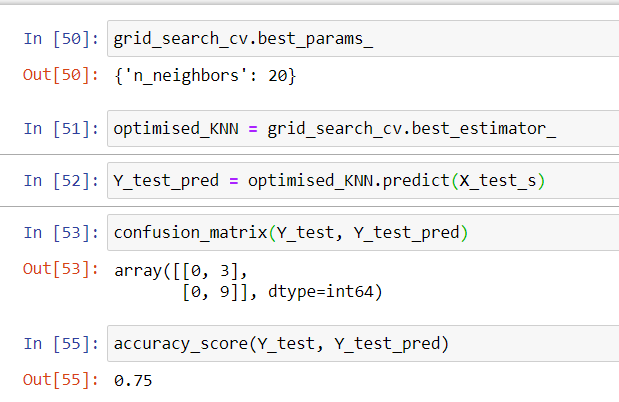 In [50]: grid_search_cv.best_params_
Out[50]: {'n_neighbors': 20}
In [51]: optimised_KNN = grid_search_cv.best_estimator_
In [52]: Y_test_pred = optimised_KNN.predict(X_test_s)
In [53]: confusion_matrix(Y_test, Y_test_pred)
Out[53]: array([[0, 3],
       [0, 9]], dtype=int64)
In [55]: accuracy_score(Y_test, Y_test_pred)
Out[55]: 0.75